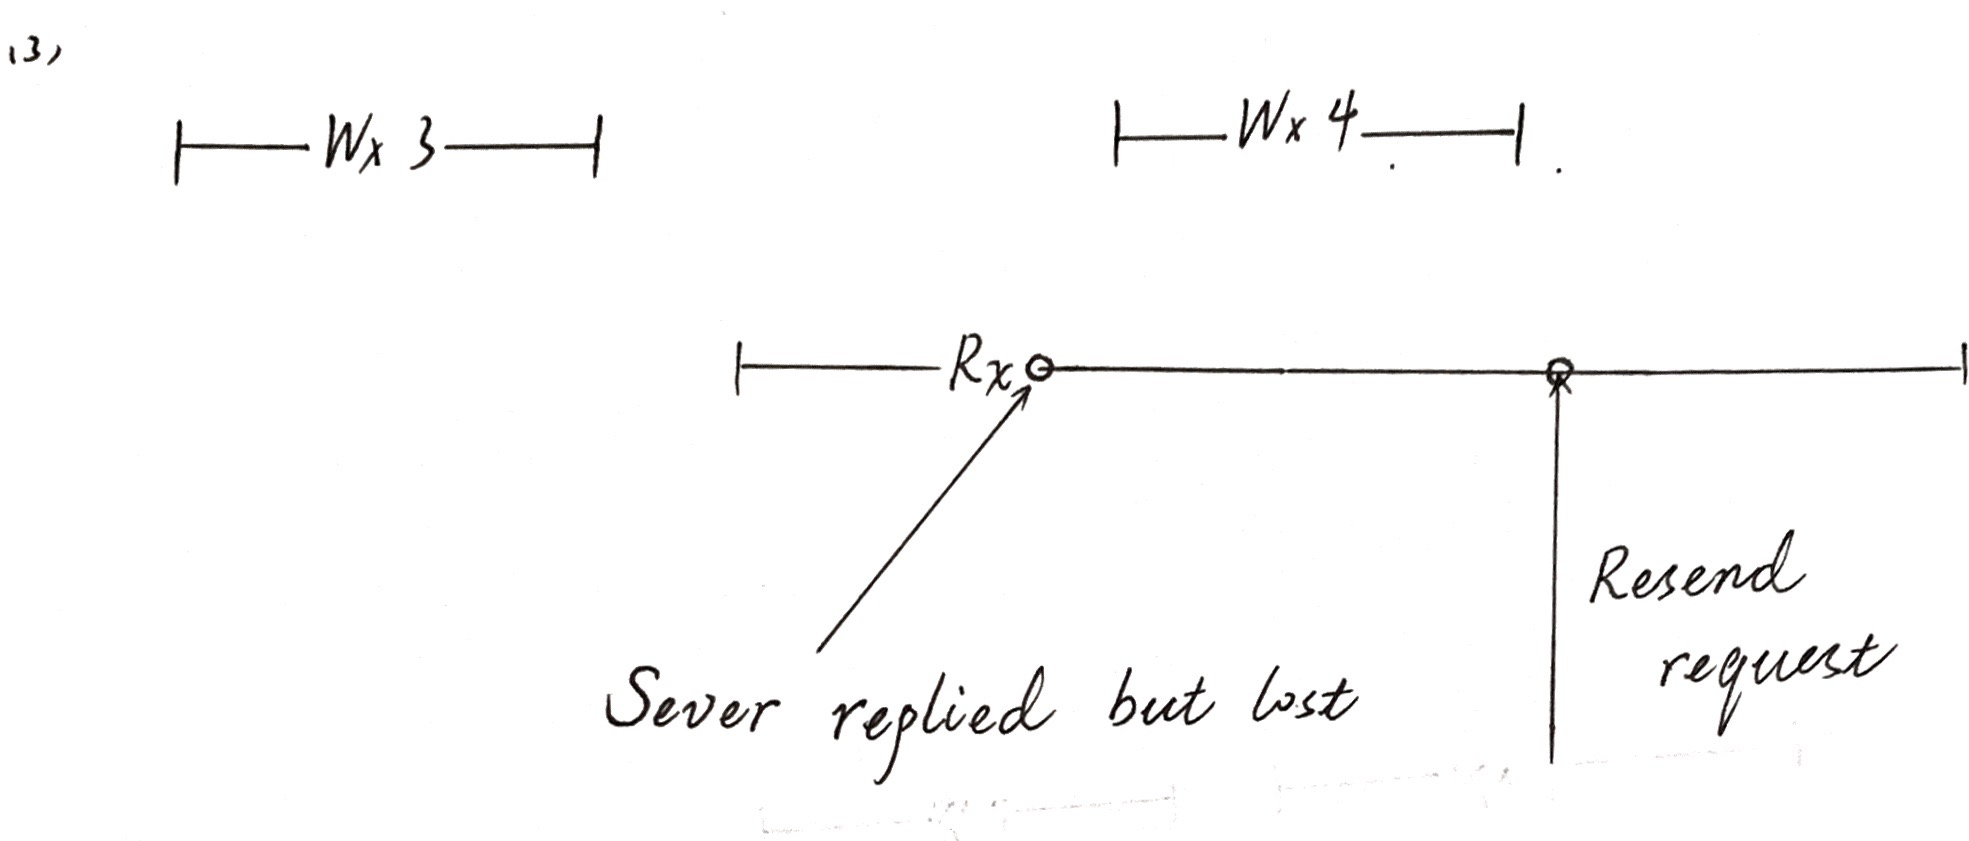 (3)
Wx 3
Wx 4
Rx
Sever replied but lost
Resend
request